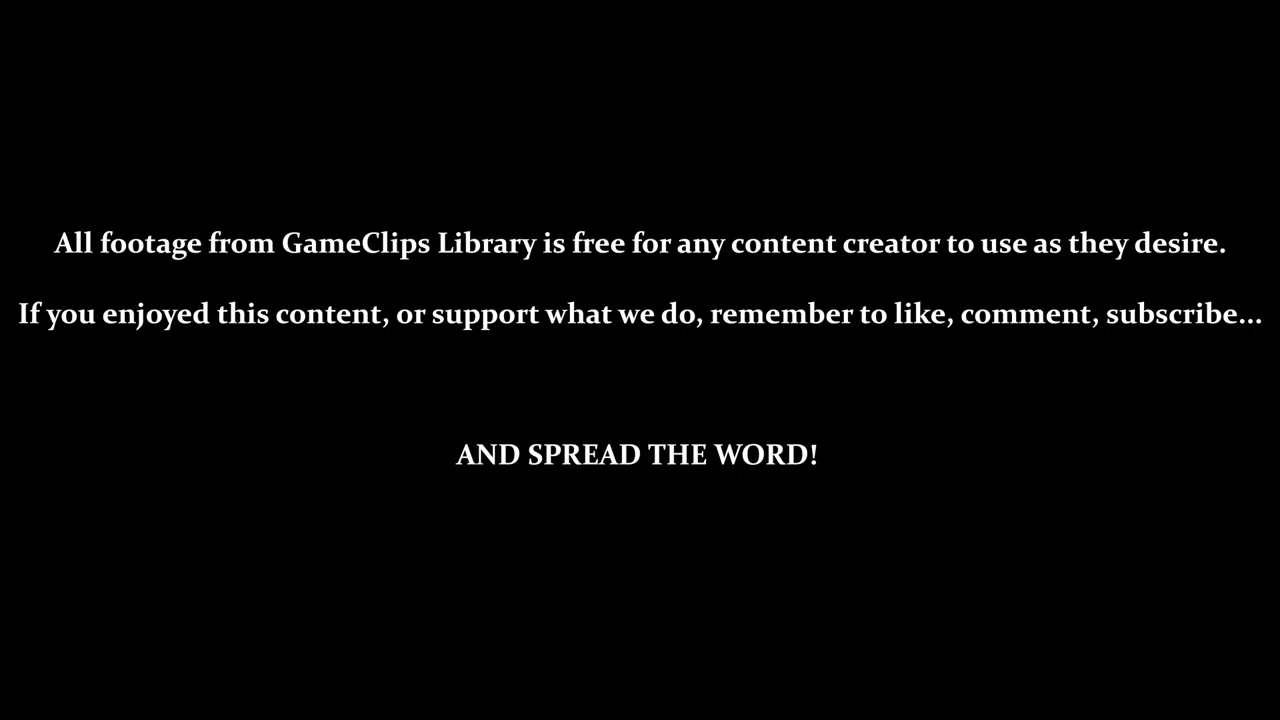 All footage from GameClips Library is free for any content creator to use as they desire.
If you enjoyed this content, or support what we do, remember to like, comment, subscribe...
AND SPREAD THE WORD!